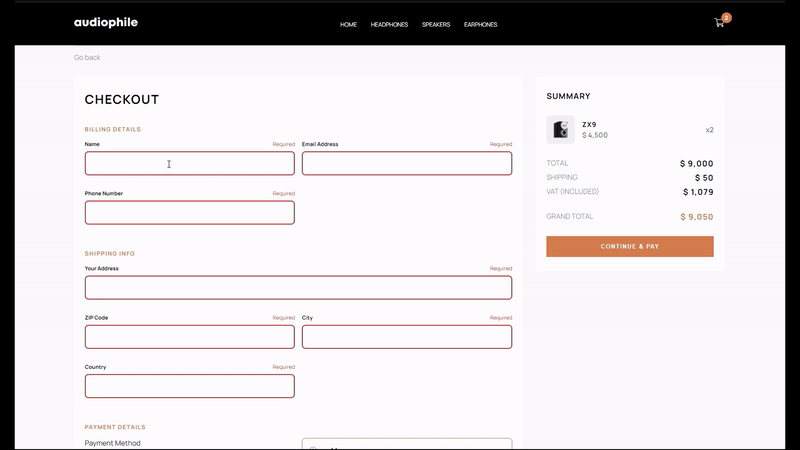 audiophile
HOME HEADPHONES SPEAKERS EARPHONES
2
Go back
CHECKOUT
BILLING DETAILS
Name Required
Email Address Required
Phone Number Required
SHIPPING INFO
Your Address Required
ZIP Code Required
City Required
Country Required
PAYMENT DETAILS
Payment Method
SUMMARY
ZX9
$ 4,500
x2
TOTAL $ 9,000
SHIPPING $ 50
VAT (INCLUDED) $ 1,079
GRAND TOTAL $ 9,050
CONTINUE & PAY